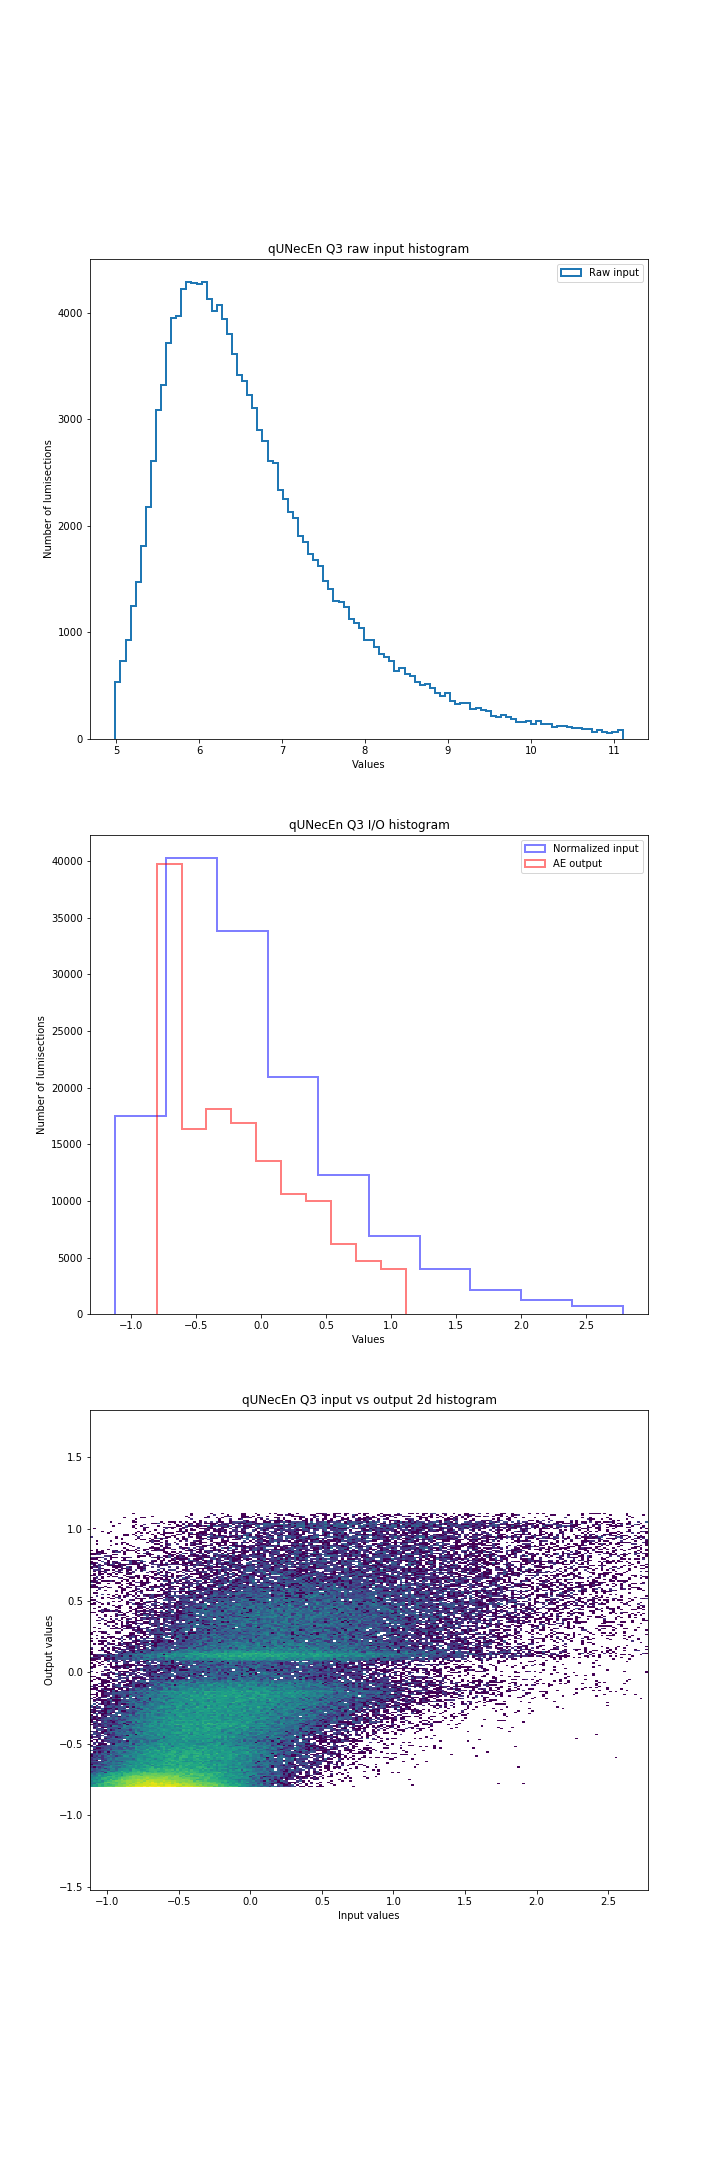 qUNecEn Q3 raw input histogram
Raw input
4000
3000
2000
1000
0
Number of lumisections
5 6 7 8 9 10 11
Values
qUNecEn Q3 I/O histogram
Normalized input
AE output
40000
35000
30000
25000
20000
15000
10000
5000
0
Number of lumisections
−1.0 −0.5 0.0 0.5 1.0 1.5 2.0 2.5
Values
qUNecEn Q3 input vs output 2d histogram
1.5
1.0
0.5
0.0
−0.5
−1.0
−1.5
Output values
−1.0 −0.5 0.0 0.5 1.0 1.5 2.0 2.5
Input values